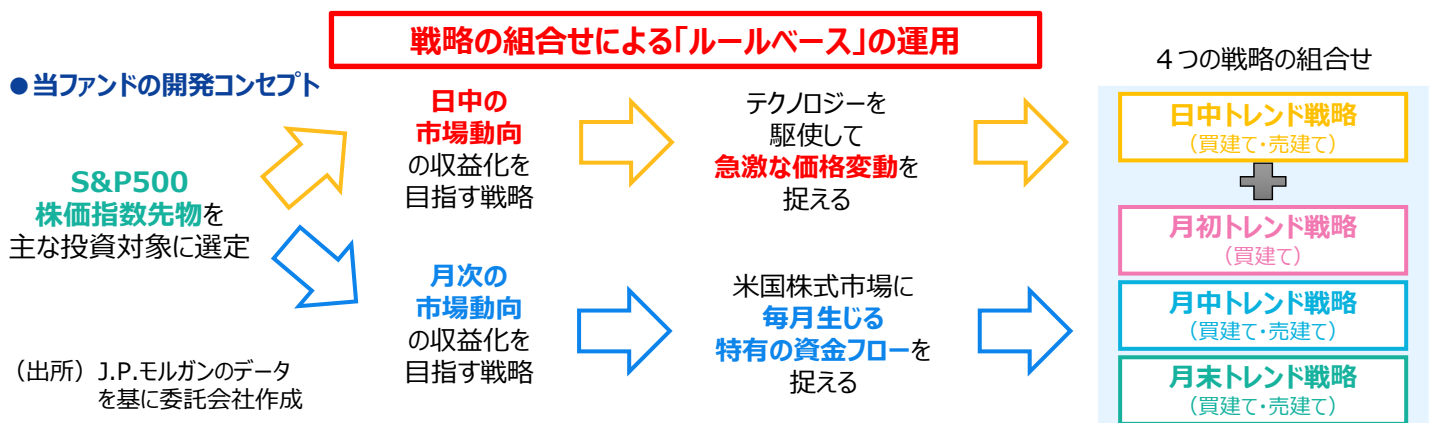 戦略の組合せによる「ルールベース」の運用
●当ファンドの開発コンセプト
S&P500
株価指数先物を
主な投資対象に選定
日中の
市場動向
の収益化を
目指す戦略
テクノロジーを
駆使して
急激な価格変動を
捉える
月次の
市場動向
の収益化を
目指す戦略
米国株式市場に
毎月生じる
特有の資金フローを
捉える
4つの戦略の組合せ
日中トレンド戦略
（買建て・売建て）
月初トレンド戦略
（買建て）
月中トレンド戦略
（買建て・売建て）
月末トレンド戦略
（買建て・売建て）
（出所）J.P.モルガンのデータ
を基に委託会社作成